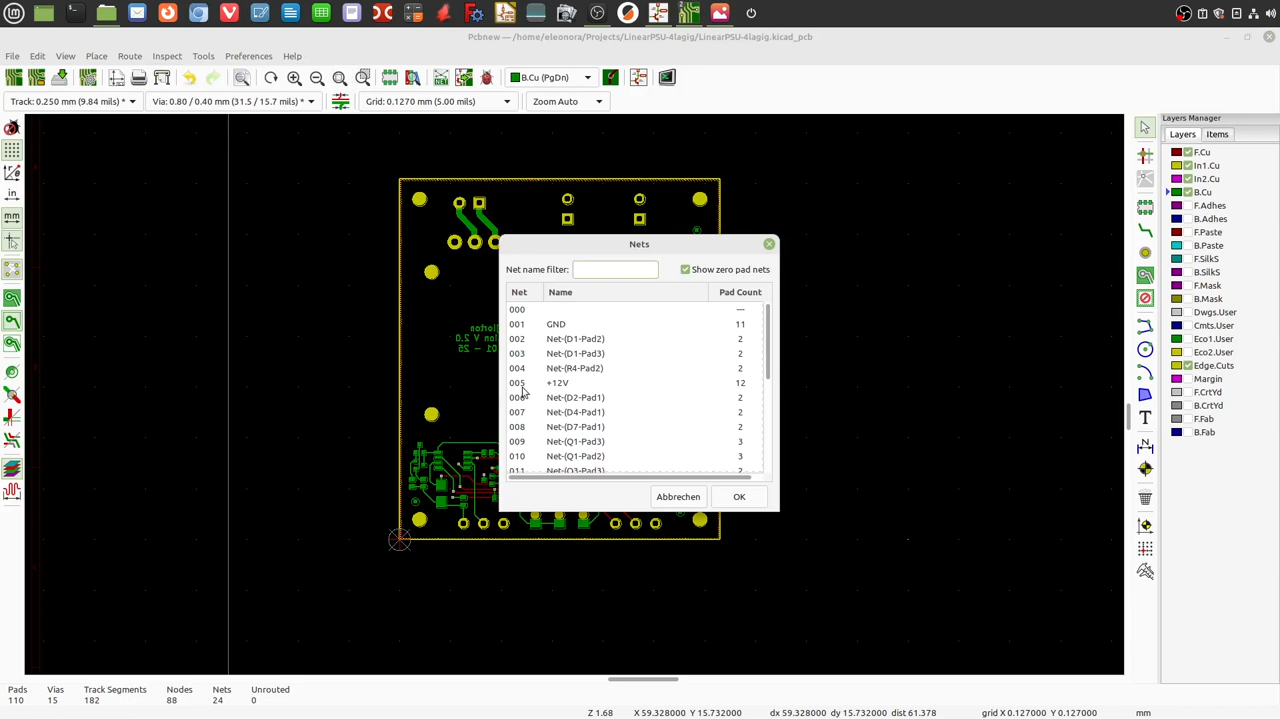 Pcbnew — /home/eleonora/Projects/LinearPSU-4lagig/LinearPSU-4lagig.kicad_pcb
File Edit View Place Route Inspect Tools Preferences Help
B.Cu (PgDn)
Track: 0.250 mm (9.84 mils) * Via: 0.80 / 0.40 mm (31.5 / 15.7 mils) * Grid: 0.1270 mm (5.00 mils) Zoom Auto
Layers Manager
Layers Items
F.Cu
In1.Cu
In2.Cu
B.Cu
F.Adhes
B.Adhes
F.Paste
B.Paste
F.SilkS
B.SilkS
F.Mask
B.Mask
Dwgs.User
Cmts.User
Eco1.User
Eco2.User
Edge.Cuts
Margin
F.CrtYd
B.CrtYd
F.Fab
B.Fab
in
mm
Nets
Net name filter: Show zero pad nets
Net Name Pad Count
000 ---
001 GND 11
002 Net-(D1-Pad2) 2
003 Net-(D1-Pad3) 2
004 Net-(R4-Pad2) 2
005 +12V 12
006 Net-(D2-Pad1) 2
007 Net-(D4-Pad1) 2
008 Net-(D7-Pad1) 2
009 Net-(Q1-Pad3) 3
010 Net-(Q1-Pad2) 3
011 Net-(Q3-Pad3) 2
Abbrechen OK
Pads Vias Track Segments Nodes Nets Unrouted
110 15 182 88 24 0
Z 1.68 X 59.328000 Y 15.732000 dx 59.328000 dy 15.732000 dist 61.378 grid X 0.127000 Y 0.127000 mm